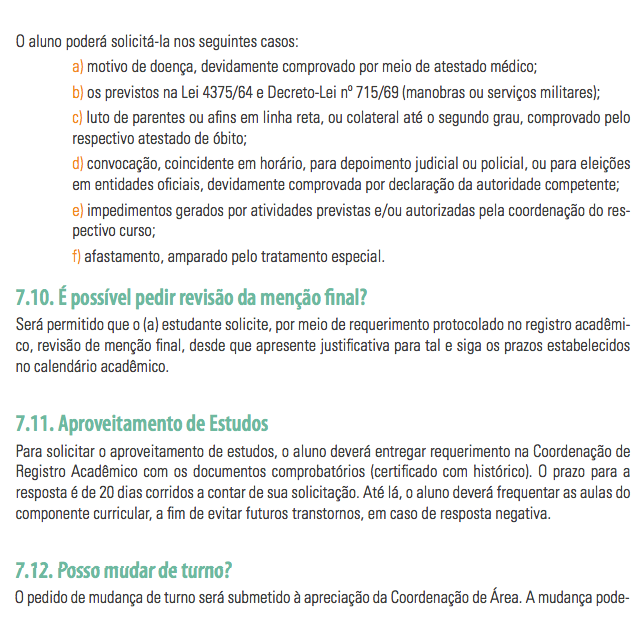 O aluno poderá solicitá-la nos seguintes casos:
a) motivo de doença, devidamente comprovado por meio de atestado médico;
b) os previstos na Lei 4375/64 e Decreto-Lei nº 715/69 (manobras ou serviços militares);
c) luto de parentes ou afins em linha reta, ou colateral até o segundo grau, comprovado pelo
respectivo atestado de óbito;
d) convocação, coincidente em horário, para depoimento judicial ou policial, ou para eleições
em entidades oficiais, devidamente comprovada por declaração da autoridade competente;
e) impedimentos gerados por atividades previstas e/ou autorizadas pela coordenação do res-
pectivo curso;
f) afastamento, amparado pelo tratamento especial.
7.10. É possível pedir revisão da menção final?
Será permitido que o (a) estudante solicite, por meio de requerimento protocolado no registro acadêmi-
co, revisão de menção final, desde que apresente justificativa para tal e siga os prazos estabelecidos
no calendário acadêmico.
7.11. Aproveitamento de Estudos
Para solicitar o aproveitamento de estudos, o aluno deverá entregar requerimento na Coordenação de
Registro Acadêmico com os documentos comprobatórios (certificado com histórico). O prazo para a
resposta é de 20 dias corridos a contar de sua solicitação. Até lá, o aluno deverá frequentar as aulas do
componente curricular, a fim de evitar futuros transtornos, em caso de resposta negativa.
7.12. Posso mudar de turno?
O pedido de mudança de turno será submetido à apreciação da Coordenação de Área. A mudança pode-